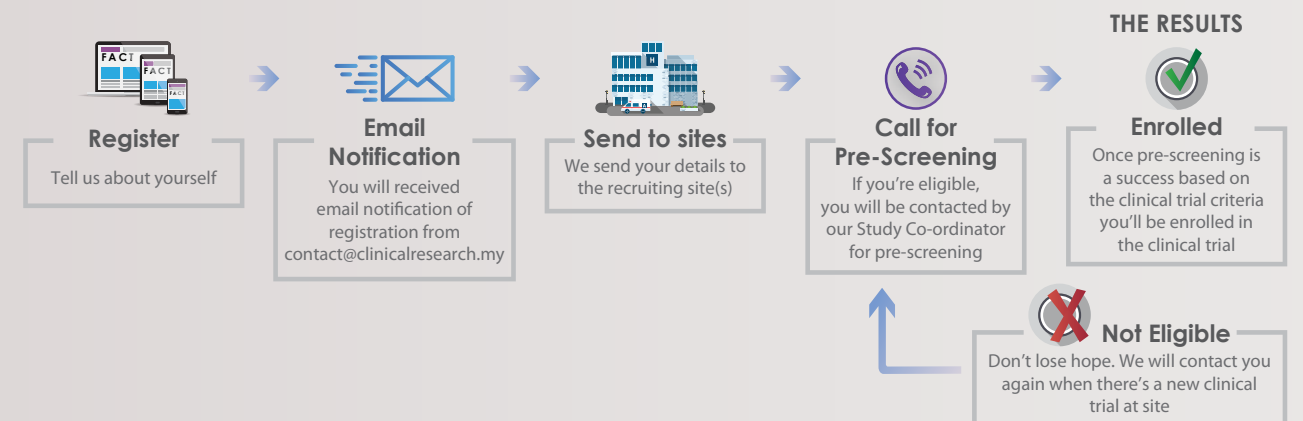 THE RESULTS
FACT
FACT
FACT
H
Register
Tell us about yourself
Email
Notification
You will received
email notification of
registration from
contact@clinicalresearch.my
Send to sites
We send your details to
the recruiting site(s)
Call for
Pre-Screening
If you're eligible,
you will be contacted by
our Study Co-ordinator
for pre-screening
Enrolled
Once pre-screening is
a success based on
the clinical trial criteria
you'll be enrolled in
the clinical trial
Not Eligible
Don't lose hope. We will contact you
again when there's a new clinical
trial at site